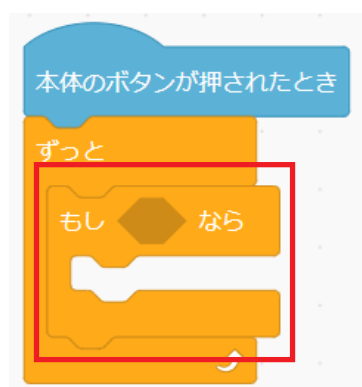 本体のボタンが押されたとき
ずっと
もし なら